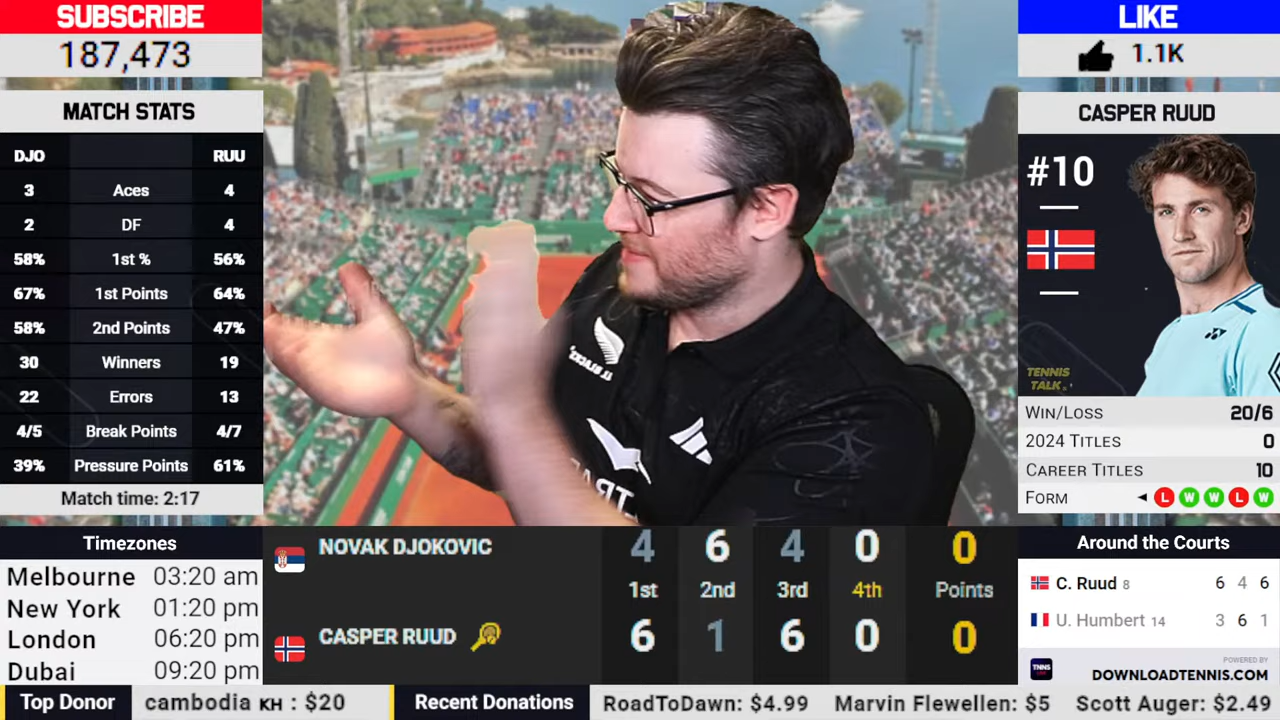 SUBSCRIBE
187,473
MATCH STATS
DJO RUU
3 Aces 4
2 DF 4
58% 1st % 56%
67% 1st Points 64%
58% 2nd Points 47%
30 Winners 19
22 Errors 13
4/5 Break Points 4/7
39% Pressure Points 61%
Match time: 2:17
Timezones
Melbourne 03:20 am
New York 01:20 pm
London 06:20 pm
Dubai 09:20 pm
NOVAK DJOKOVIC 4 6 4 0 0
1st 2nd 3rd 4th Points
CASPER RUUD 6 1 6 0 0
LIKE
1.1K
CASPER RUUD
#10
TENNIS
TALK
Win/Loss 20/6
2024 Titles 0
Career Titles 10
Form L W W L W
Around the Courts
C. Ruud 8 6 4 6
U. Humbert 14 3 6 1
TNNS
POWERED BY
DOWNLOADTENNIS.COM
Top Donor cambodia KH : $20 Recent Donations RoadToDawn: $4.99 Marvin Flewellen: $5 Scott Auger: $2.49